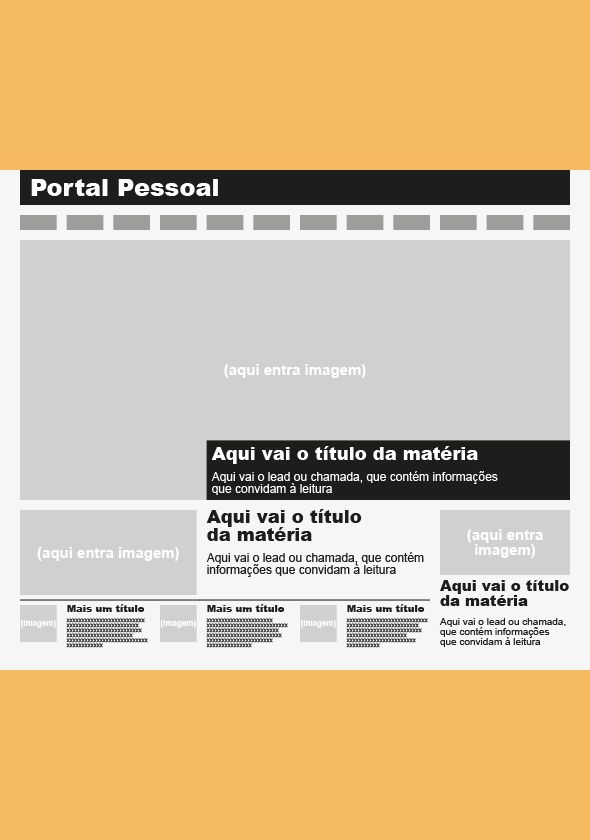 Portal Pessoal
(aqui entra imagem)
Aqui vai o título da matéria
Aqui vai o lead ou chamada, que contém informações
que convidam à leitura
(aqui entra imagem)
Aqui vai o título
da matéria
Aqui vai o lead ou chamada, que contém
informações que convidam à leitura
(aqui entra
imagem)
Aqui vai o título
da matéria
Aqui vai o lead ou chamada,
que contém informações
que convidam à leitura
(imagem)
Mais um título
(imagem)
Mais um título
(imagem)
Mais um título